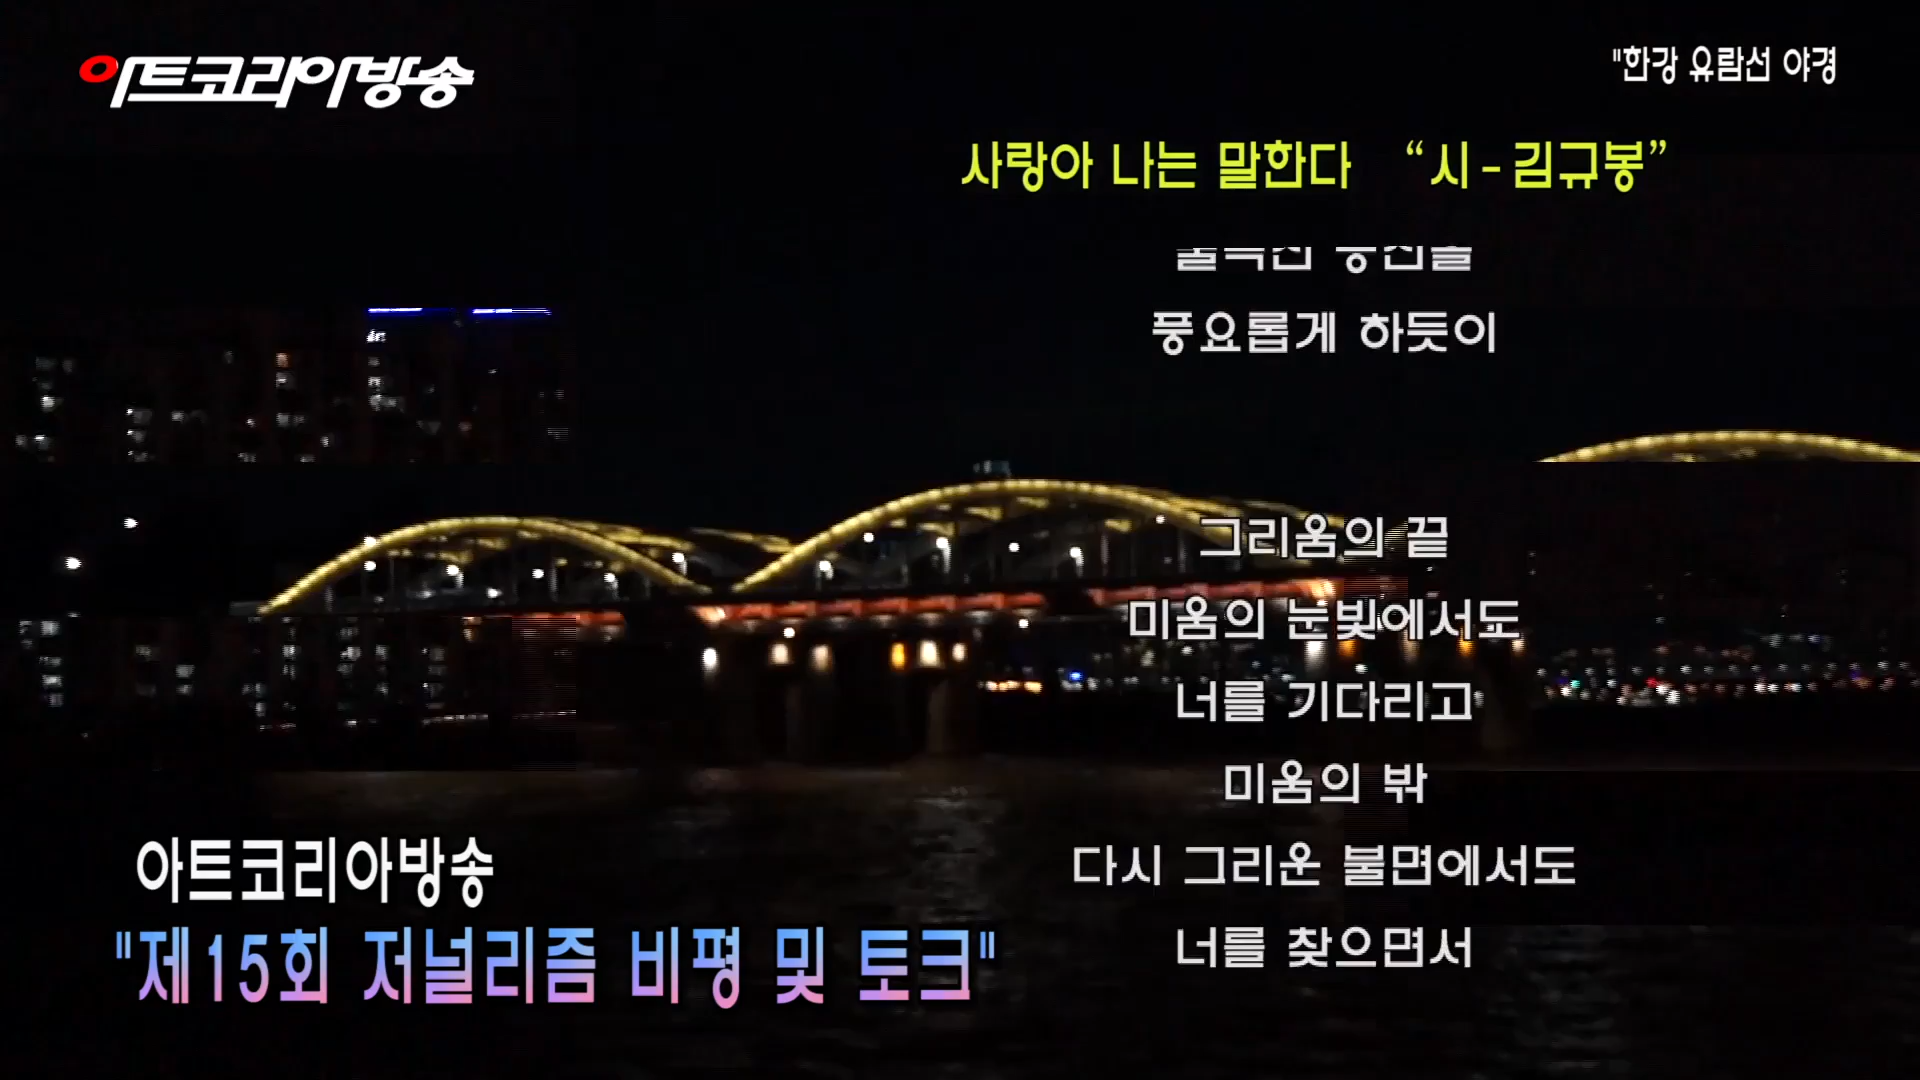 아트코리아방송
"한강 유람선 야경
사랑아 나는 말한다 “시-김규봉”
풍요롭게 하듯이
그리움의 끝
미움의 눈빛에서도
너를 기다리고
미움의 밖
다시 그리운 불면에서도
너를 찾으면서
아트코리아방송
"제15회 저널리즘 비평 및 토크"